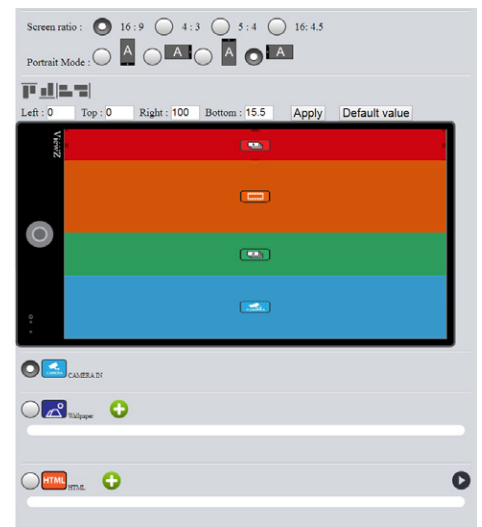 Screen ratio : 16 : 9 4 : 3 5 : 4 16: 4.5
Portrait Mode : A A A A
Left : 0 Top : 0 Right : 100 Bottom : 15.5 Apply Default value
ViewZ
CAMERA IN
Wallpaper
HTML HTML